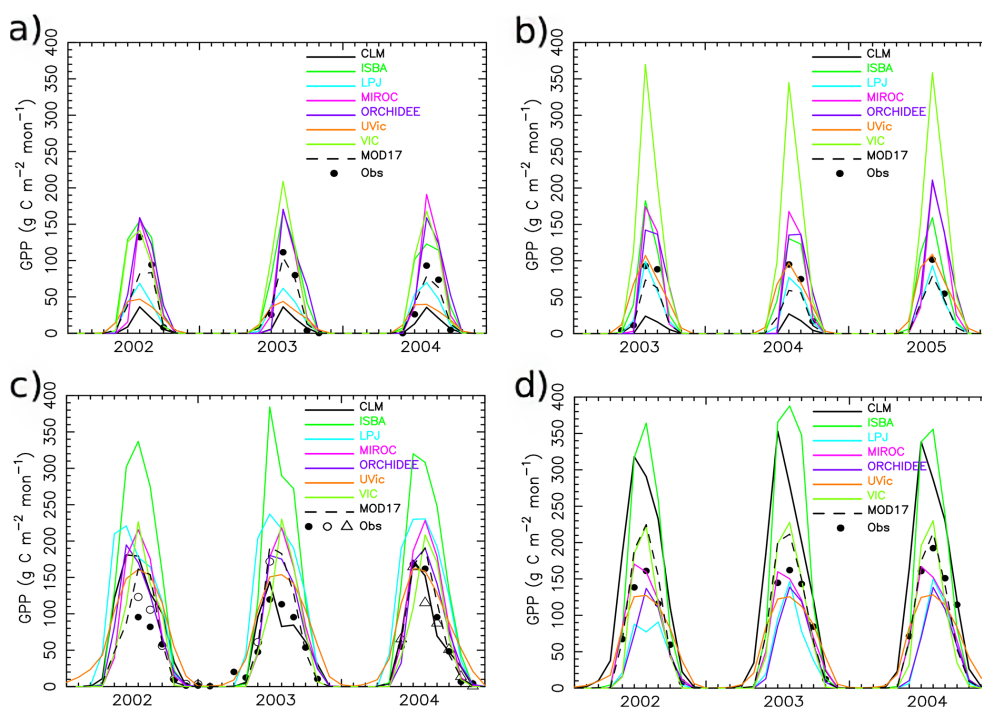 a)
GPP (g C m−2 mon−1)
400
350
300
250
200
150
100
50
0
CLM
ISBA
LPJ
MIROC
ORCHIDEE
UVic
VIC
MOD17
Obs
2002 2003 2004
b)
GPP (g C m−2 mon−1)
400
350
300
250
200
150
100
50
0
CLM
ISBA
LPJ
MIROC
ORCHIDEE
UVic
VIC
MOD17
Obs
2003 2004 2005
c)
GPP (g C m−2 mon−1)
400
350
300
250
200
150
100
50
0
CLM
ISBA
LPJ
MIROC
ORCHIDEE
UVic
VIC
MOD17
Obs
2002 2003 2004
d)
GPP (g C m−2 mon−1)
400
350
300
250
200
150
100
50
0
CLM
ISBA
LPJ
MIROC
ORCHIDEE
UVic
VIC
MOD17
Obs
2002 2003 2004